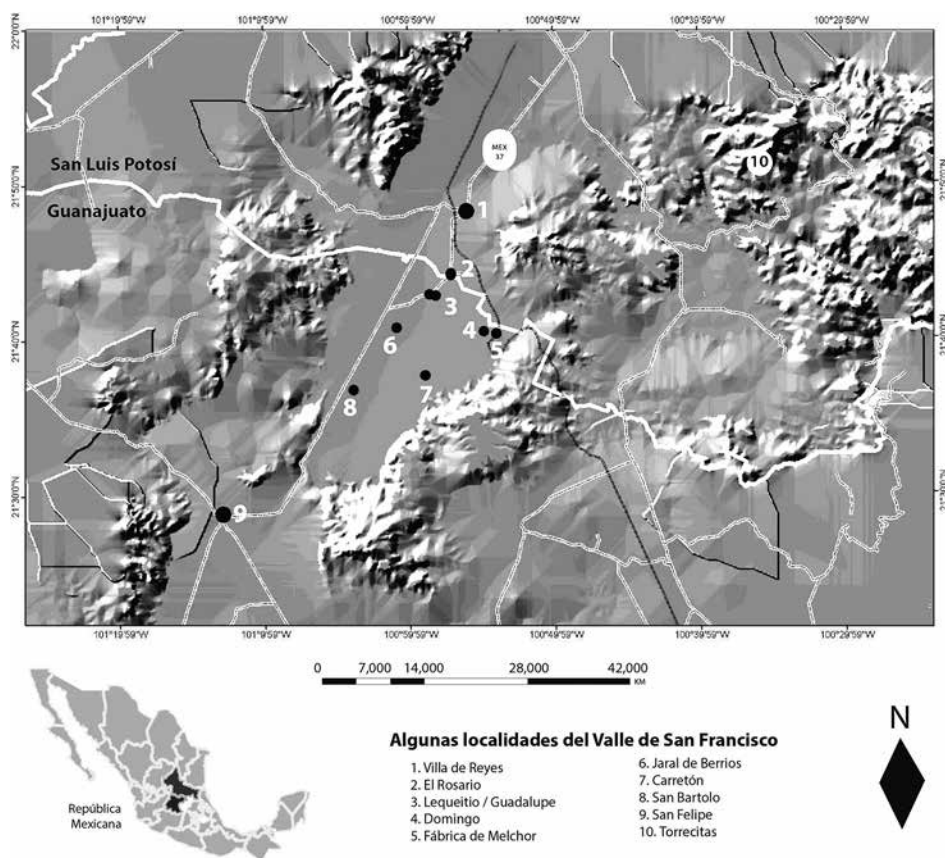 101°19'59"W 101°9'59"W 100°59'59"W 100°49'59"W 100°39'59"W 100°29'59"W
22°0'0"N
MEX
37
10
San Luis Potosí
21°50'0"N
21°50'0"N
Guanajuato
1
2
3
4
5
6
21°40'0"N
7
8
21°30'0"N
9
101°19'59"W 101°9'59"W 100°59'59"W 100°49'59"W 100°39'59"W 100°29'59"W
0 7,000 14,000 28,000 42,000
KM
República
Mexicana
Algunas localidades del Valle de San Francisco
1. Villa de Reyes
2. El Rosario
3. Lequeitio / Guadalupe
4. Domingo
5. Fábrica de Melchor
6. Jaral de Berrios
7. Carretón
8. San Bartolo
9. San Felipe
10. Torrecitas
N